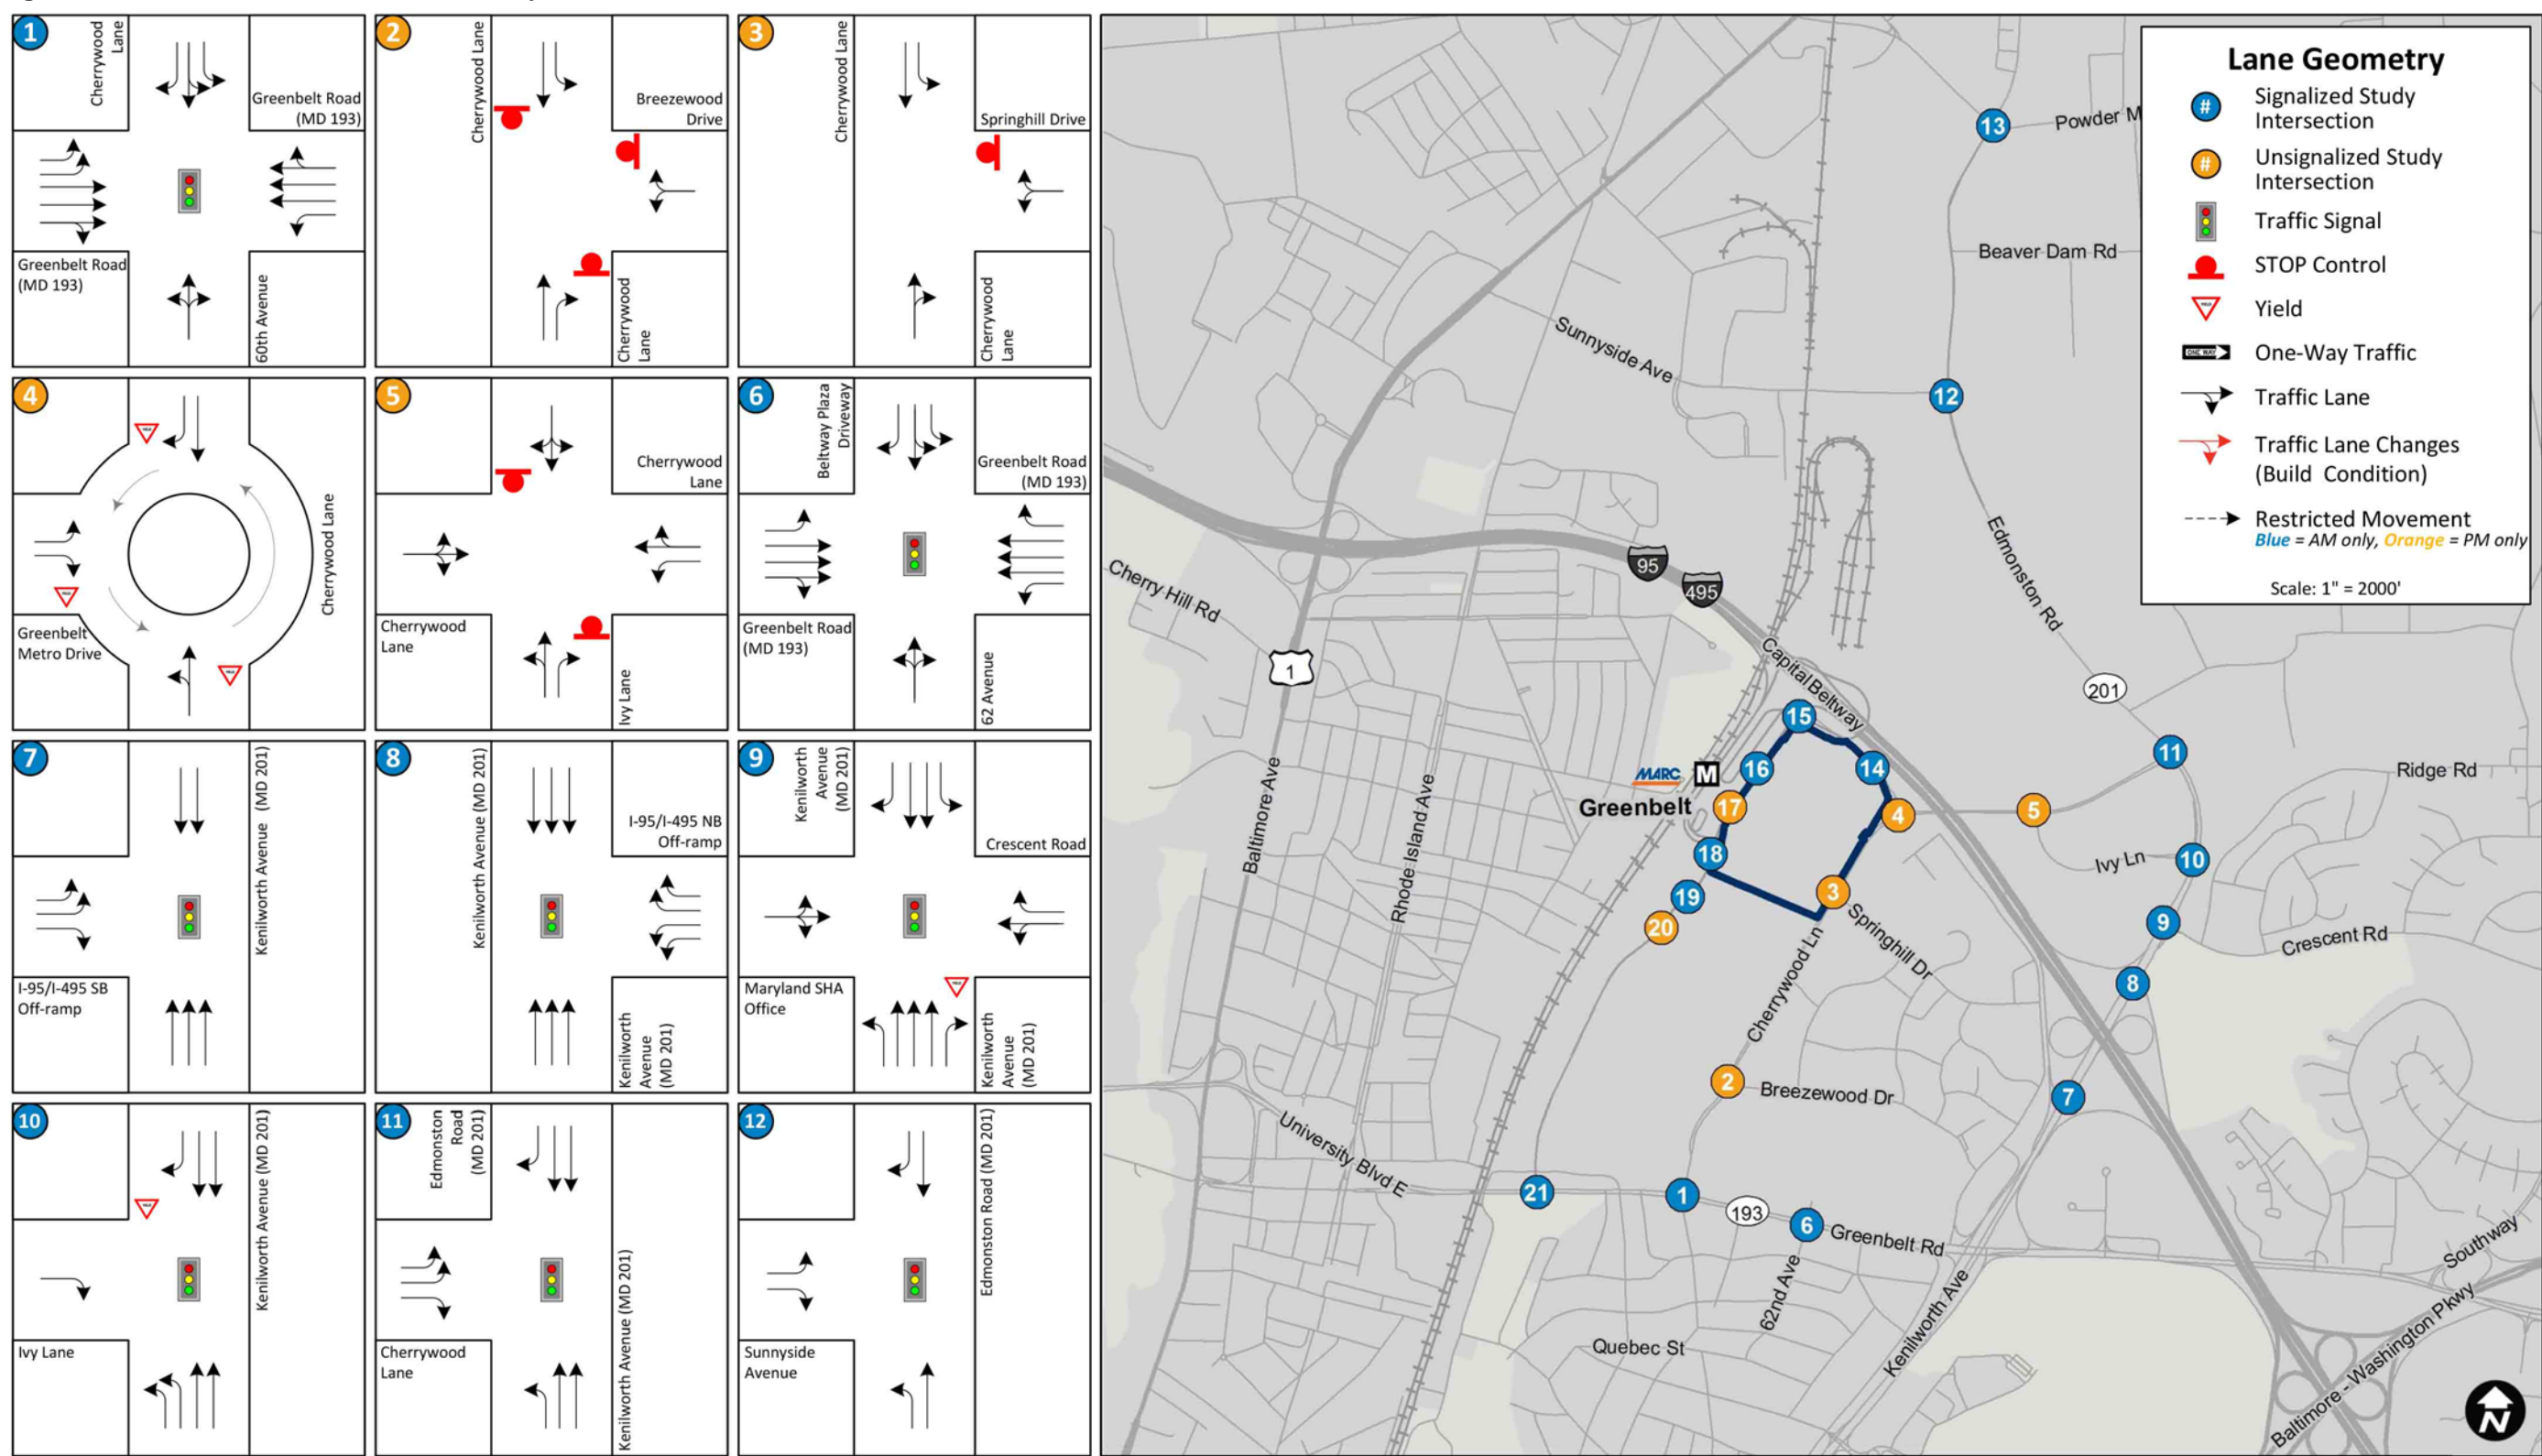 1
Cherrywood
Lane
Greenbelt Road
(MD 193)
Greenbelt Road
(MD 193)
60th Avenue
2
Cherrywood Lane
Breezewood
Drive
Cherrywood
Lane
3
Cherrywood Lane
Springhill Drive
Cherrywood
Lane
4
YIELD
YIELD
YIELD
Greenbelt
Metro Drive
Cherrywood Lane
5
Cherrywood
Lane
Cherrywood
Lane
Ivy Lane
6
Beltway Plaza
Driveway
Greenbelt Road
(MD 193)
Greenbelt Road
(MD 193)
62 Avenue
7
Kenilworth Avenue (MD 201)
I-95/I-495 SB
Off-ramp
8
Kenilworth Avenue (MD 201)
I-95/I-495 NB
Off-ramp
Kenilworth
Avenue
(MD 201)
9
Kenilworth
Avenue
(MD 201)
Crescent Road
Maryland SHA
Office
YIELD
Kenilworth
Avenue
(MD 201)
10
YIELD
Kenilworth Avenue (MD 201)
Ivy Lane
11
Edmonston
Road
(MD 201)
Cherrywood
Lane
Kenilworth Avenue (MD 201)
12
Edmonston Road (MD 201)
Sunnyside
Avenue
Lane Geometry
# Signalized Study
Intersection
# Unsignalized Study
Intersection
Traffic Signal
STOP Control
YIELD Yield
ONE WAY One-Way Traffic
Traffic Lane
Traffic Lane Changes
(Build Condition)
Restricted Movement
Blue = AM only, Orange = PM only
Scale: 1" = 2000'
13
Powder M
Beaver Dam Rd
Sunnyside Ave
12
Edmonston Rd
95
495
Cherry Hill Rd
1
Capital Beltway
201
15
11
Ridge Rd
MARC
M
16
14
Greenbelt
17
4
5
18
Ivy Ln
10
Baltimore Ave
Rhode Island Ave
19
3
20
Springhill Dr
9
Crescent Rd
Cherrywood Ln
8
2
Breezewood Dr
7
University Blvd E
21
1
193
6
Greenbelt Rd
62nd Ave
Kenilworth Ave
Quebec St
Southway
Baltimore - Washington Pkwy
N